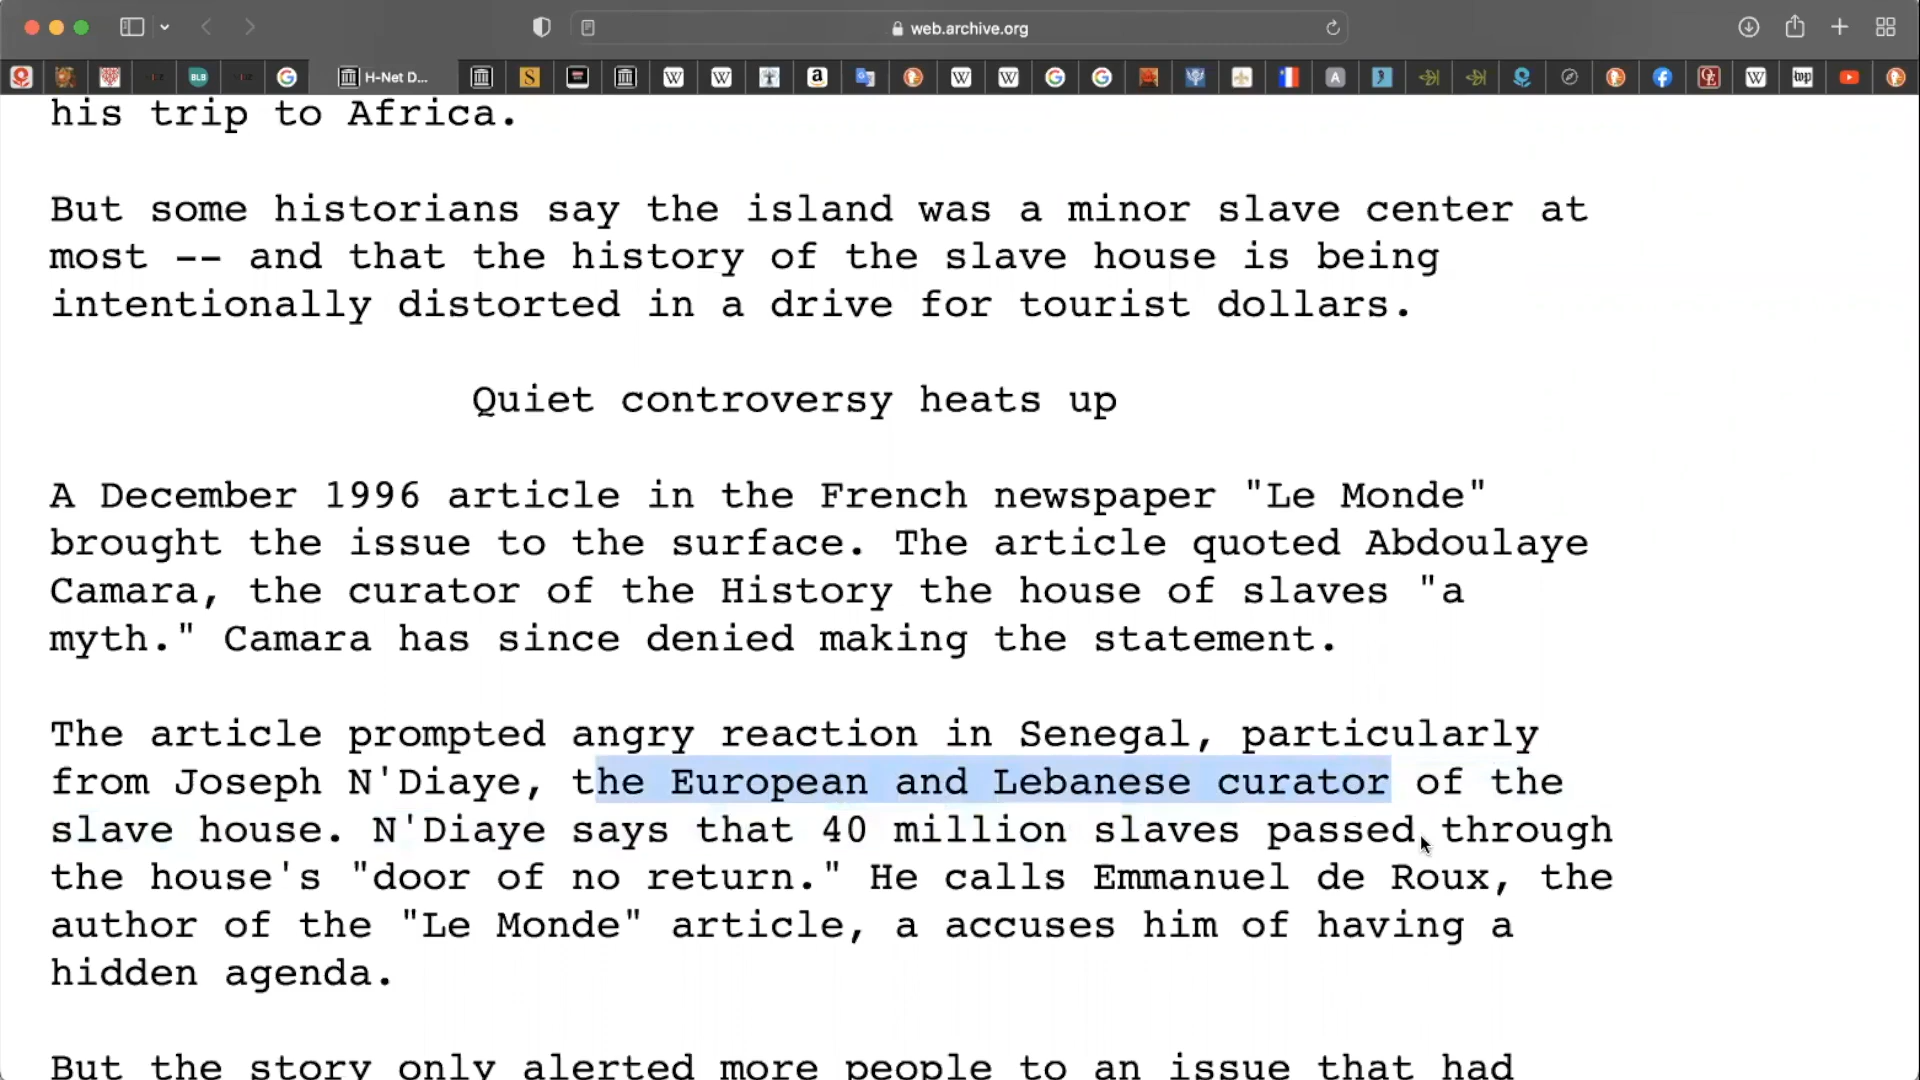 web.archive.org
BLB
H-Net D...
his trip to Africa.
But some historians say the island was a minor slave center at
most -- and that the history of the slave house is being
intentionally distorted in a drive for tourist dollars.
Quiet controversy heats up
A December 1996 article in the French newspaper "Le Monde"
brought the issue to the surface. The article quoted Abdoulaye
Camara, the curator of the History the house of slaves "a
myth." Camara has since denied making the statement.
The article prompted angry reaction in Senegal, particularly
from Joseph N'Diaye, the European and Lebanese curator of the
slave house. N'Diaye says that 40 million slaves passed through
the house's "door of no return." He calls Emmanuel de Roux, the
author of the "Le Monde" article, a accuses him of having a
hidden agenda.
But the story only alerted more people to an issue that had